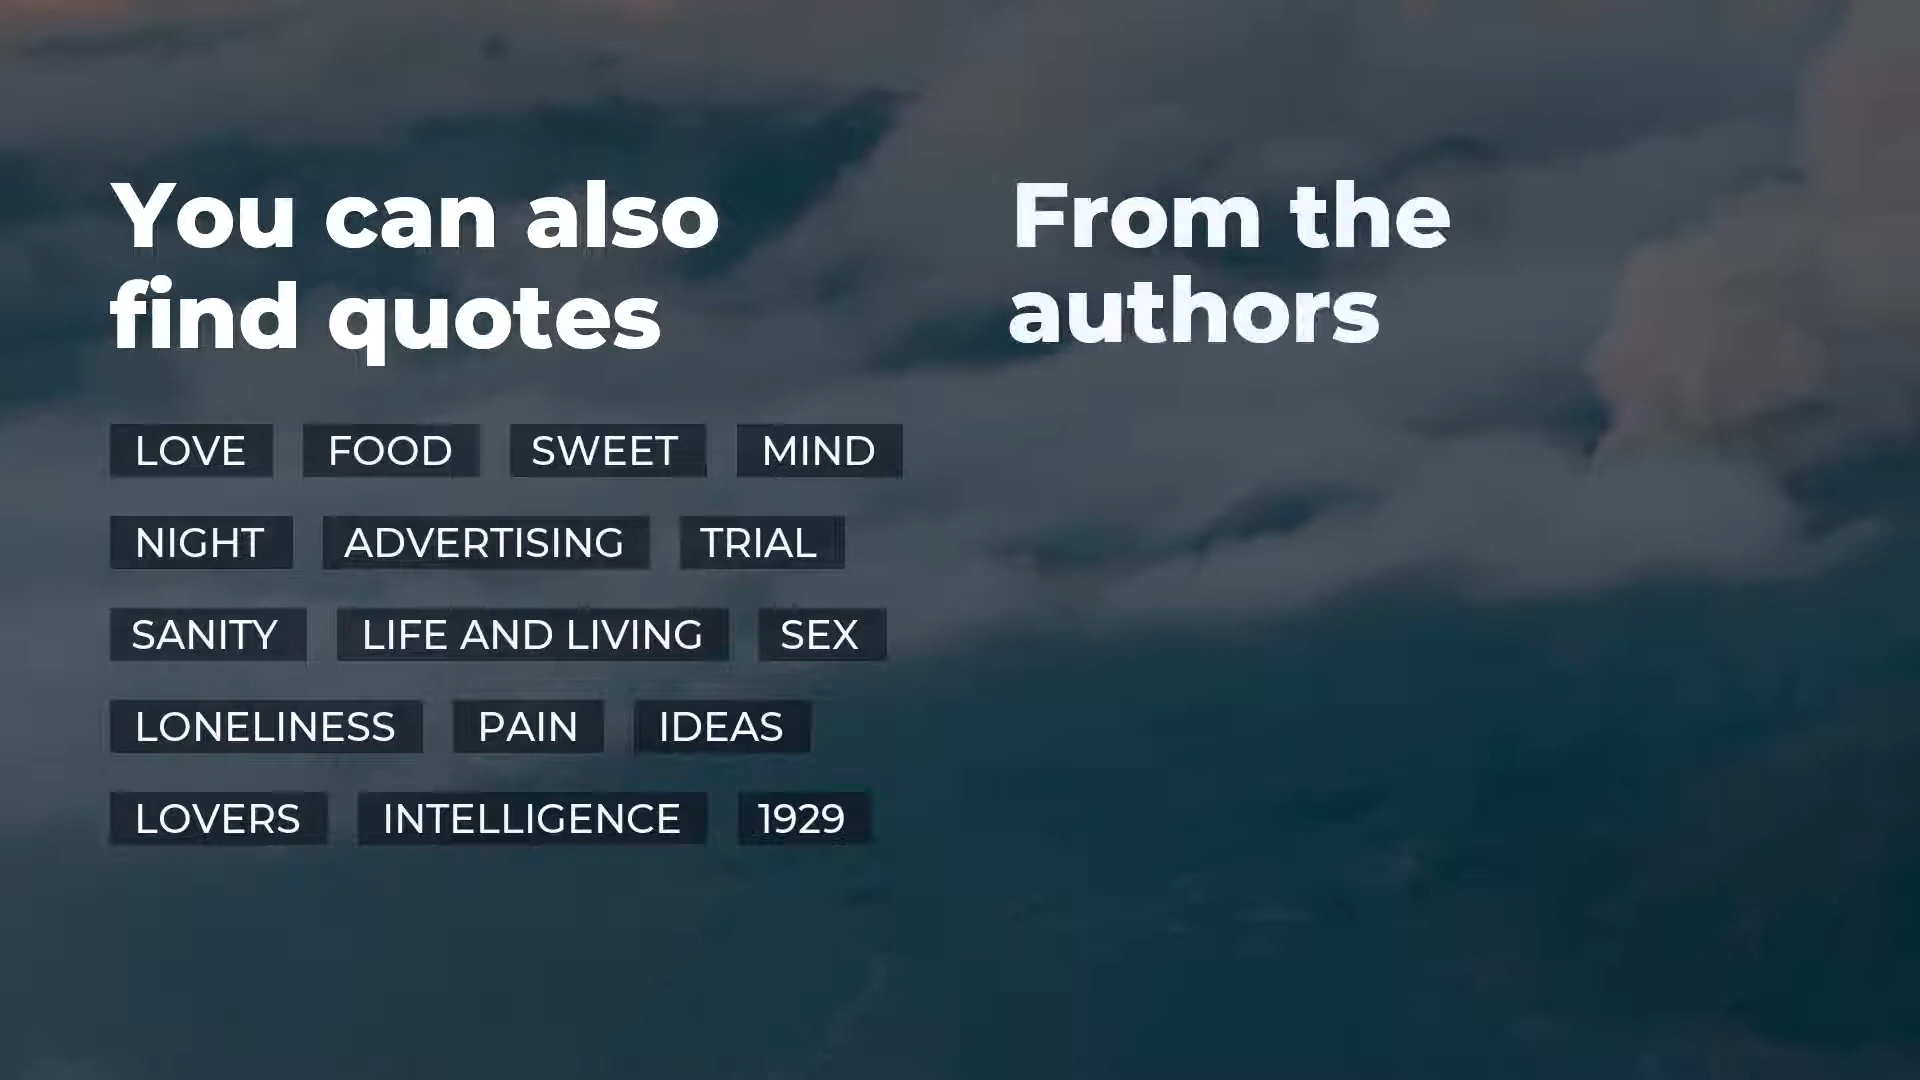 You can also
find quotes
LOVE FOOD SWEET MIND
NIGHT ADVERTISING TRIAL
SANITY LIFE AND LIVING SEX
LONELINESS PAIN IDEAS
LOVERS INTELLIGENCE 1929
From the
authors